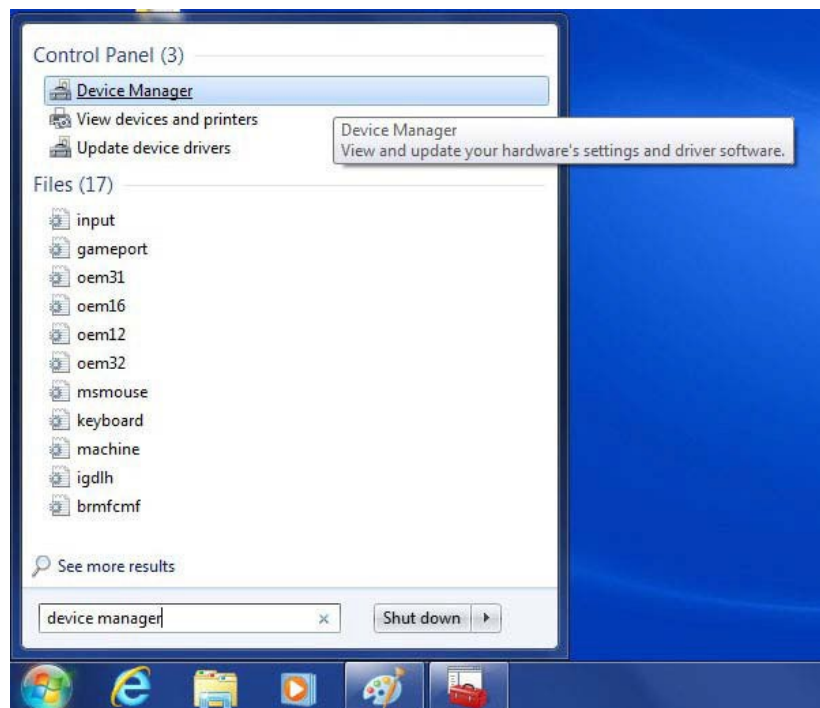 Control Panel (3)
Device Manager
View devices and printers
Device Manager
Update device drivers
View and update your hardware's settings and driver software.
Files (17)
input
gameport
oem31
oem16
oem12
oem32
msmouse
keyboard
machine
igdlh
brmfcmf
See more results
device manager
Shut down